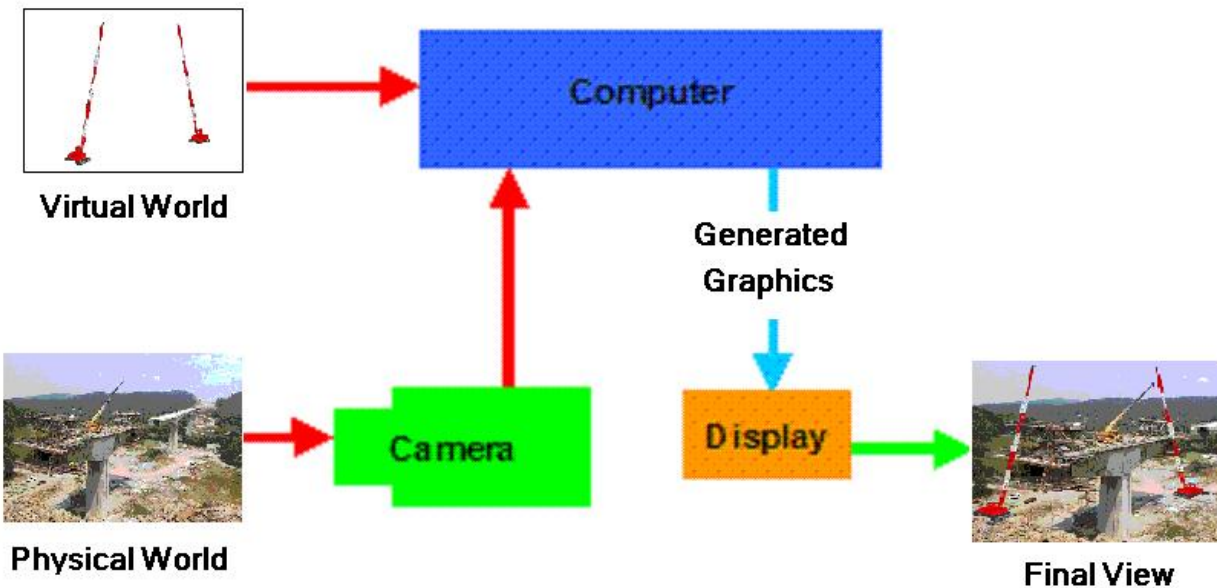 Computer
Virtual World
Generated
Graphics
Camera
Display
Physical World
Final View